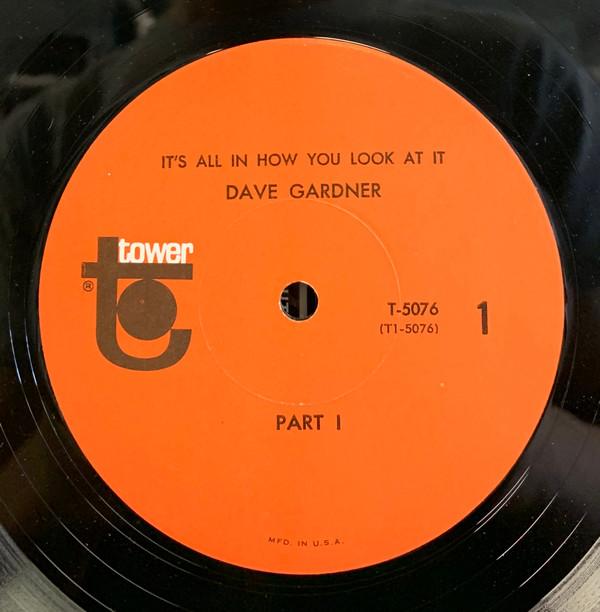 IT'S ALL IN HOW YOU LOOK AT IT
DAVE GARDNER
tower
®
T-5076
(T1-5076)
1
PART I
MFD. IN U.S.A.